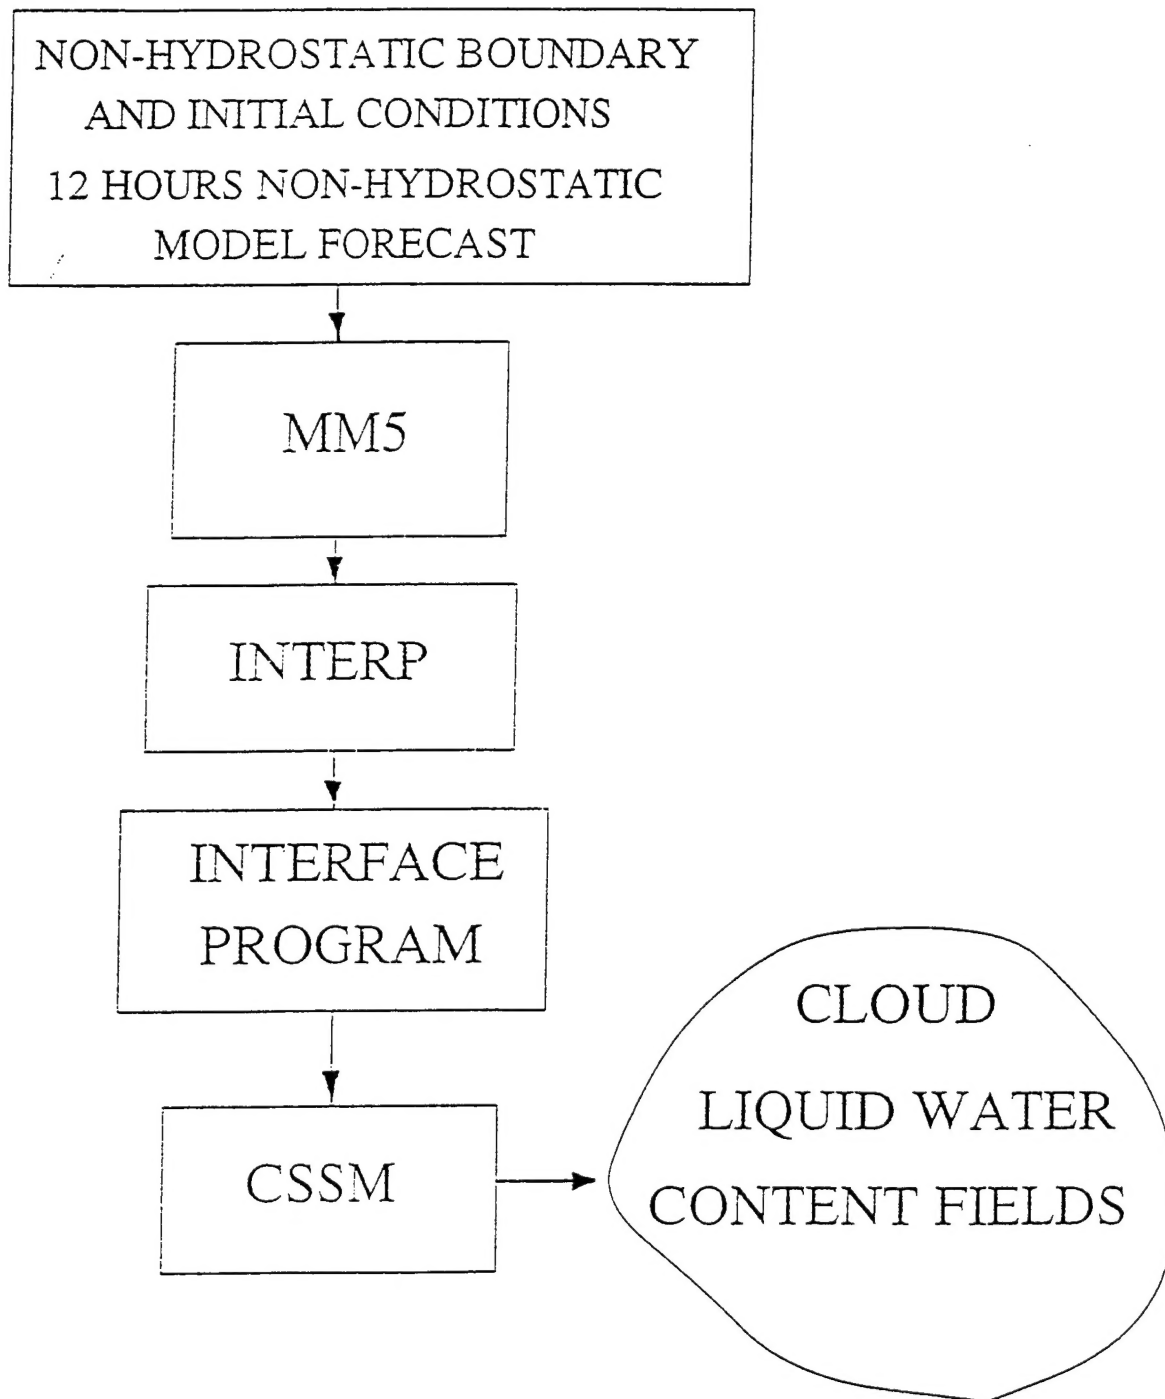 NON-HYDROSTATIC BOUNDARY
AND INITIAL CONDITIONS
12 HOURS NON-HYDROSTATIC
MODEL FORECAST
MM5
INTERP
INTERFACE
PROGRAM
CSSM
CLOUD
LIQUID WATER
CONTENT FIELDS